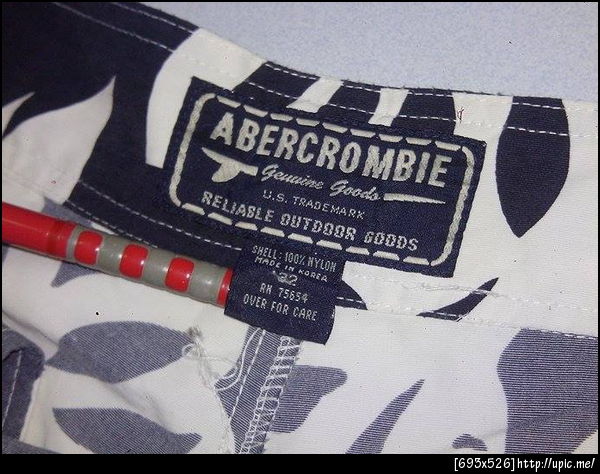 ABERCROMBIE
Genuine Goods
U.S. TRADEMARK
RELIABLE OUTDOOR GOODS
SHELL: 100% NYLON
MADE IN KOREA
32
RN 75654
OVER FOR CARE
[693x526]http://upic.me/